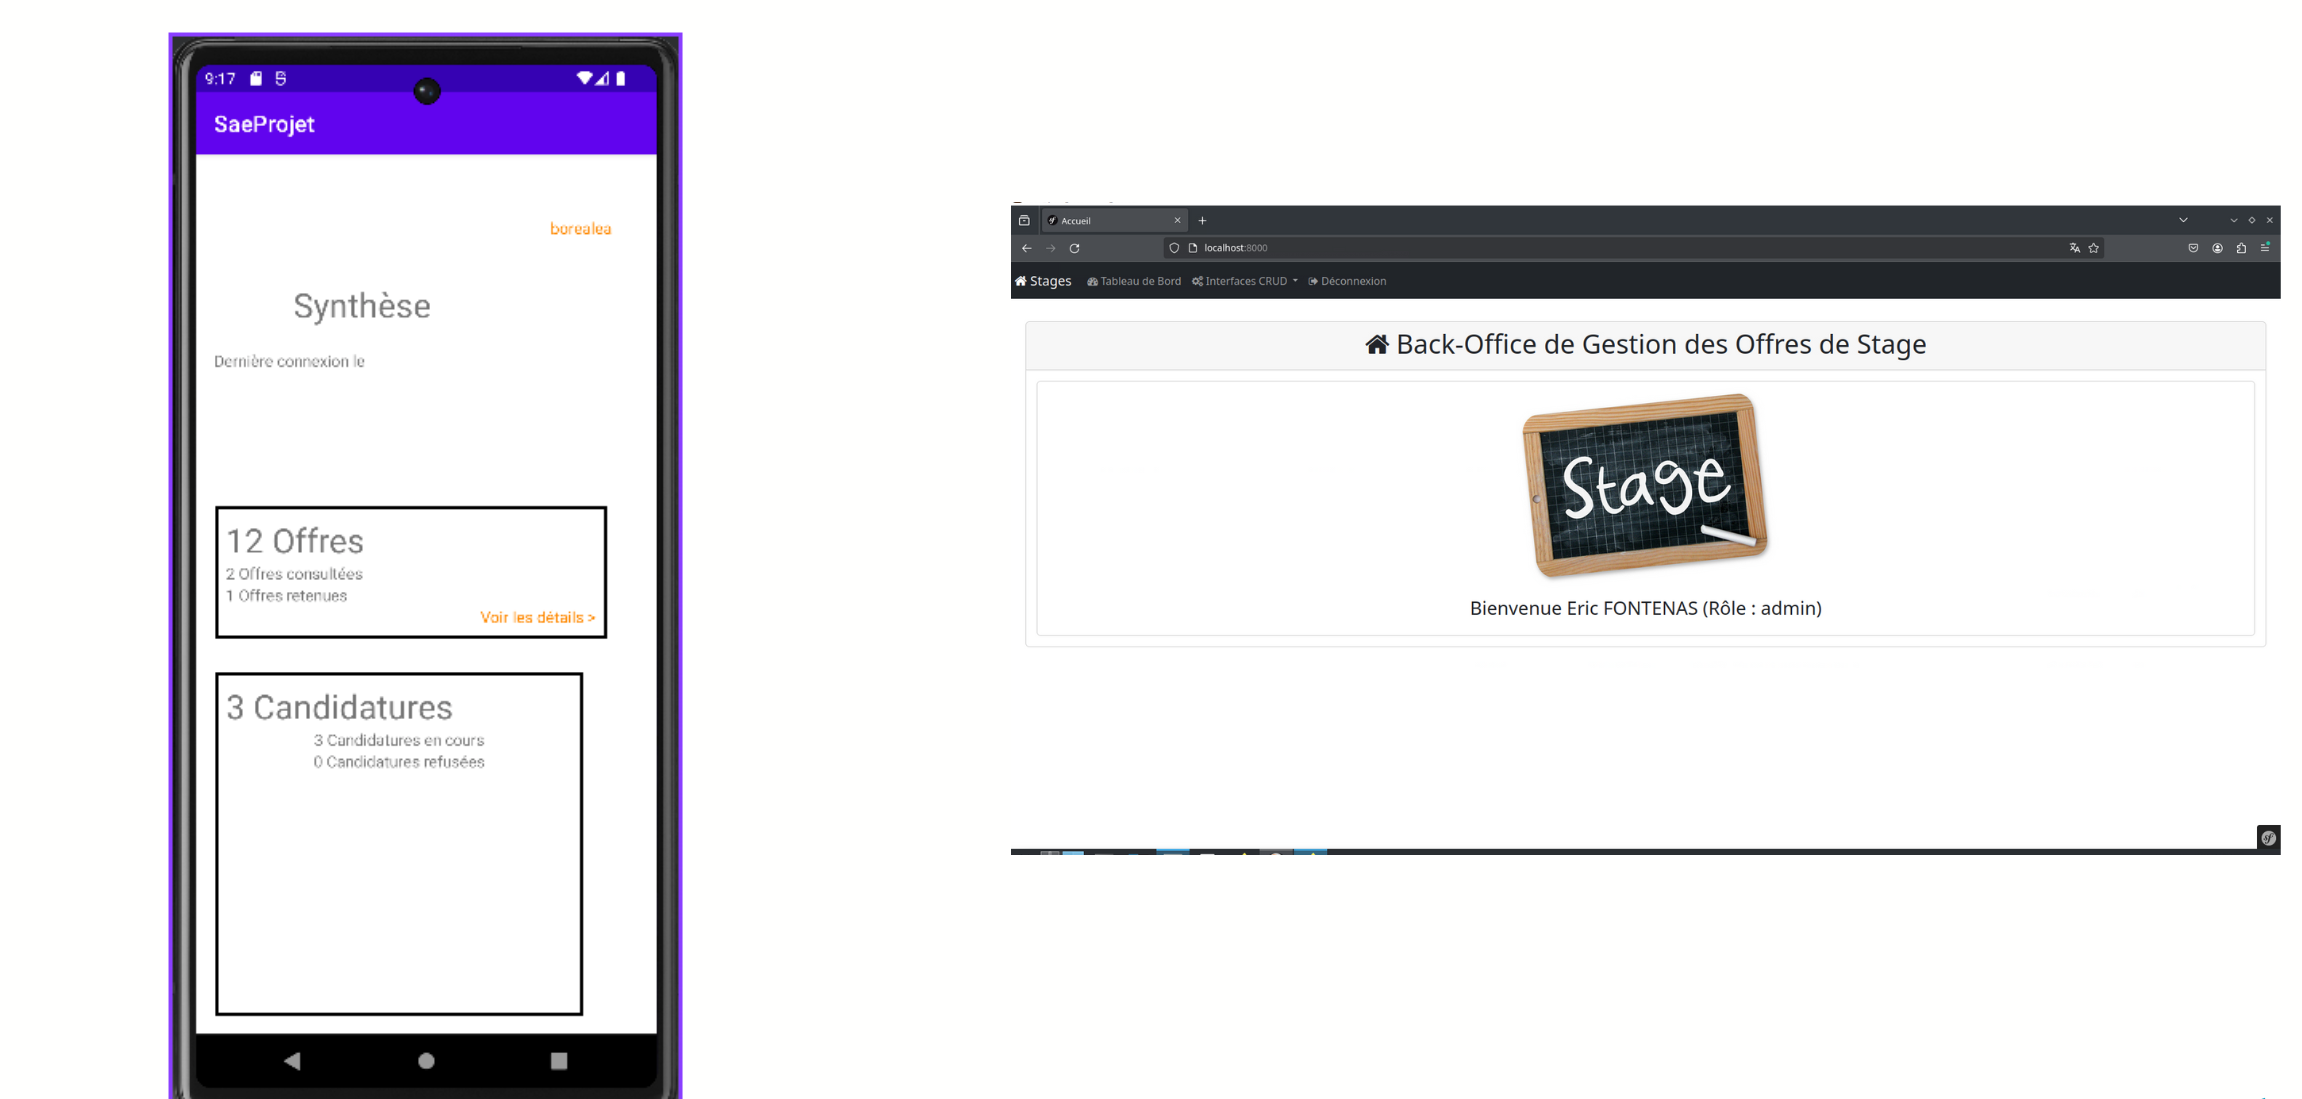 9:17
SaeProjet
borealea
Synthèse
Dernière connexion le
12 Offres
2 Offres consultées
1 Offres retenues
Voir les détails >
3 Candidatures
3 Candidatures en cours
0 Candidatures refusées
Accueil
localhost:8000
Stages Tableau de Bord Interfaces CRUD Déconnexion
Back-Office de Gestion des Offres de Stage
Stage
Bienvenue Eric FONTENAS (Rôle : admin)